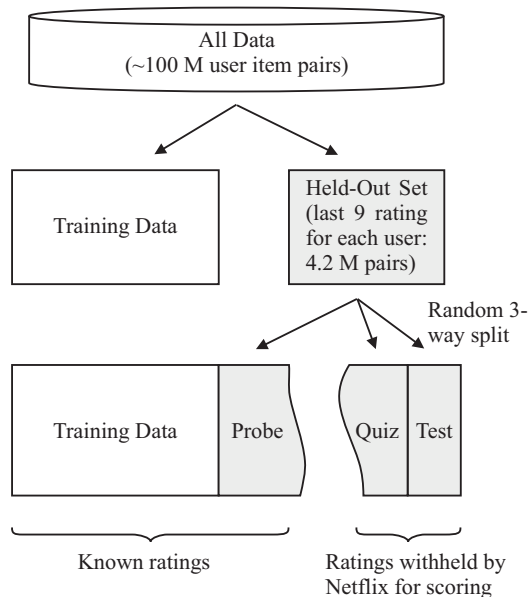 All Data
(~100 M user item pairs)
Training Data
Held-Out Set
(last 9 rating
for each user:
4.2 M pairs)
Random 3-
way split
Training Data
Probe
Quiz
Test
Known ratings
Ratings withheld by
Netflix for scoring